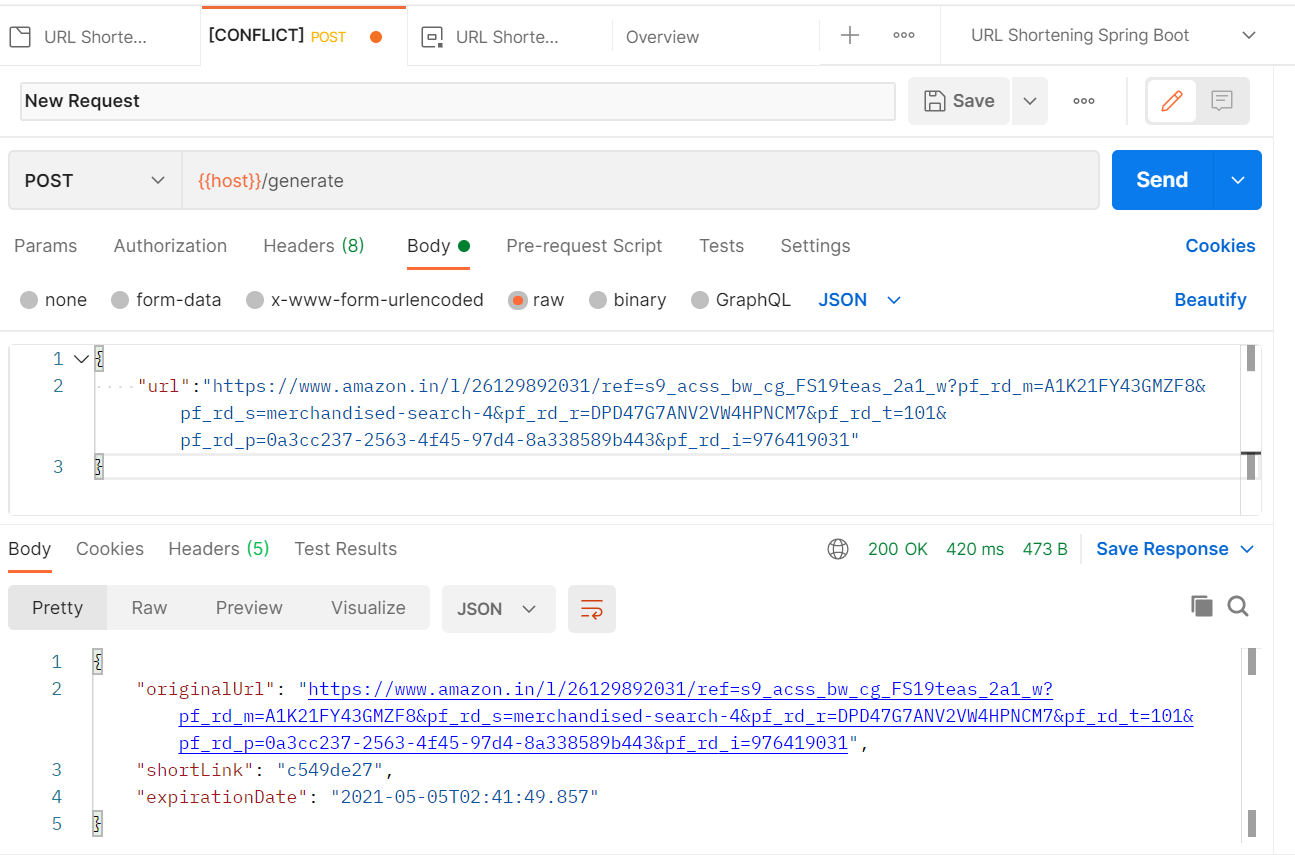 URL Shorte...
[CONFLICT] POST
URL Shorte...
Overview
URL Shortening Spring Boot
New Request
Save
POST
{{host}}/generate
Send
Params Authorization Headers (8) Body Pre-request Script Tests Settings Cookies
none form-data x-www-form-urlencoded raw binary GraphQL JSON Beautify
1 {
2 "url":"https://www.amazon.in/l/26129892031/ref=s9_acss_bw_cg_FS19teas_2a1_w?pf_rd_m=A1K21FY43GMZF8&
pf_rd_s=merchandised-search-4&pf_rd_r=DPD47G7ANV2VW4HPNCM7&pf_rd_t=101&
pf_rd_p=0a3cc237-2563-4f45-97d4-8a338589b443&pf_rd_i=976419031"
3 }
Body Cookies Headers (5) Test Results 200 OK 420 ms 473 B Save Response
Pretty Raw Preview Visualize JSON
1 {
2 "originalUrl": "https://www.amazon.in/l/26129892031/ref=s9_acss_bw_cg_FS19teas_2a1_w?
pf_rd_m=A1K21FY43GMZF8&pf_rd_s=merchandised-search-4&pf_rd_r=DPD47G7ANV2VW4HPNCM7&pf_rd_t=101&
pf_rd_p=0a3cc237-2563-4f45-97d4-8a338589b443&pf_rd_i=976419031",
3 "shortLink": "c549de27",
4 "expirationDate": "2021-05-05T02:41:49.857"
5 }